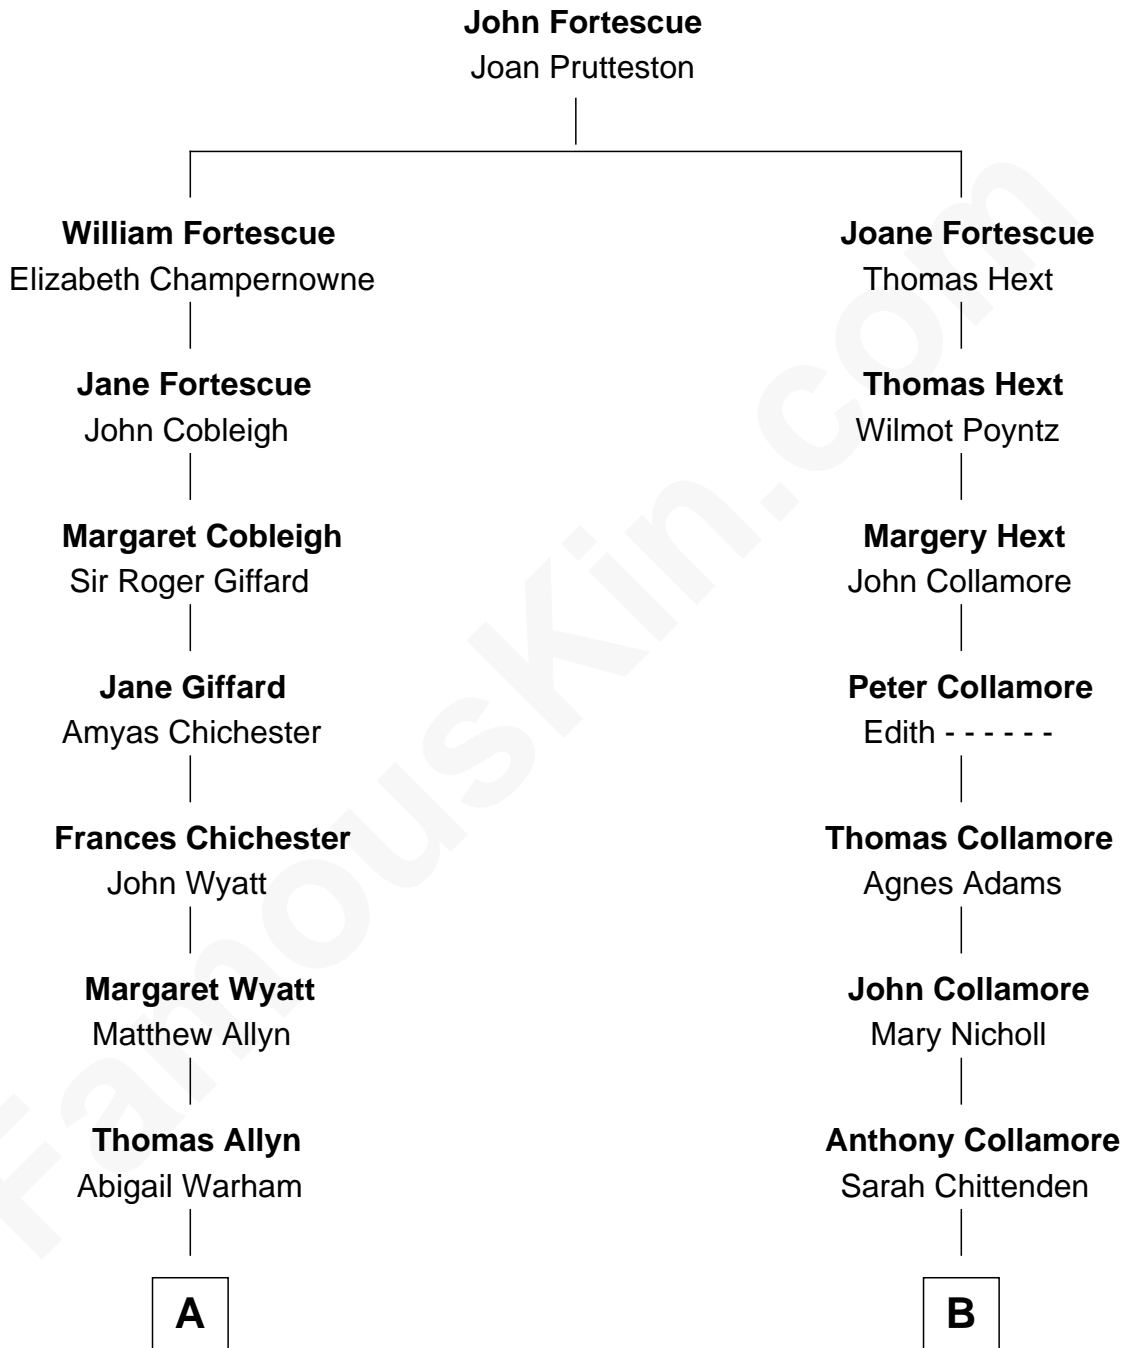 John Fortescue
Joan Prutteston
William Fortescue
Elizabeth Champernowne
Jane Fortescue
John Cobleigh
Margaret Cobleigh
Sir Roger Giffard
Jane Giffard
Amyas Chichester
Frances Chichester
John Wyatt
Margaret Wyatt
Matthew Allyn
Thomas Allyn
Abigail Warham
A
Joane Fortescue
Thomas Hext
Thomas Hext
Wilmot Poyntz
Margery Hext
John Collamore
Peter Collamore
Edith - - - - - -
Thomas Collamore
Agnes Adams
John Collamore
Mary Nicholl
Anthony Collamore
Sarah Chittenden
B
FamousKin.com